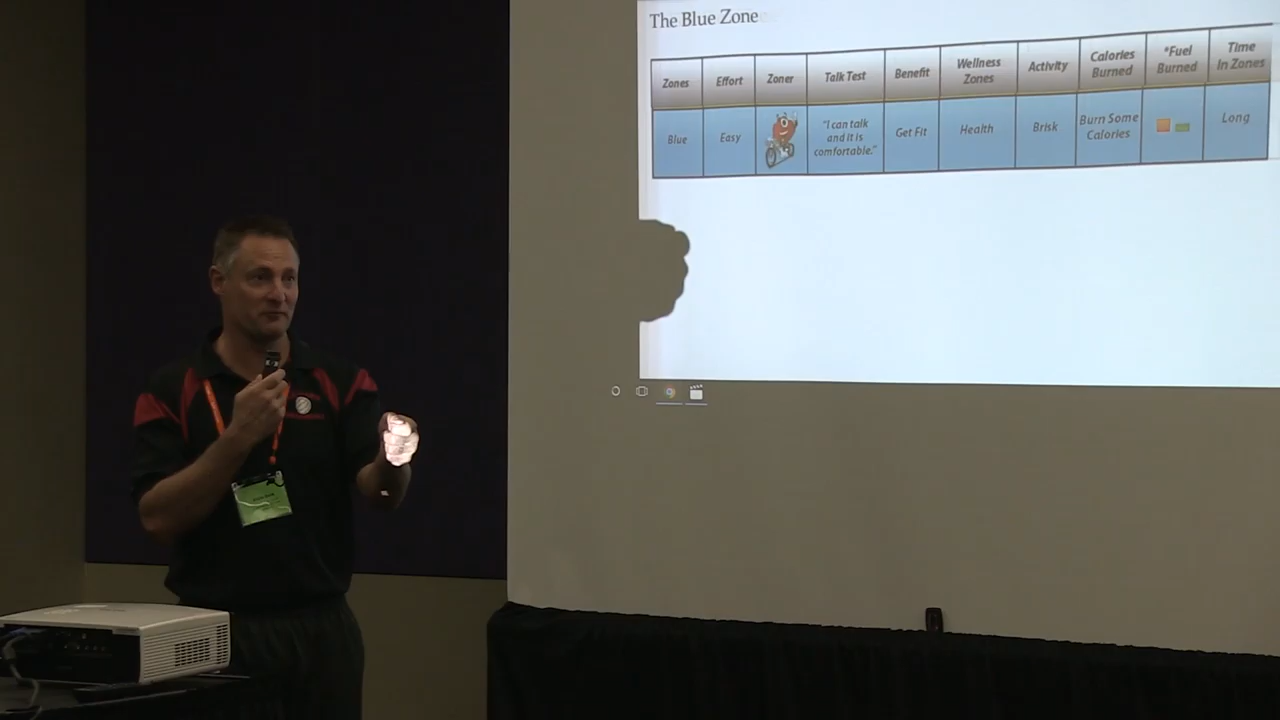 The Blue Zone
Zones Effort Zoner Talk Test Benefit Wellness Zones Activity Calories Burned *Fuel Burned Time In Zones
Blue Easy "I can talk and it is comfortable." Get Fit Health Brisk Burn Some Calories Long